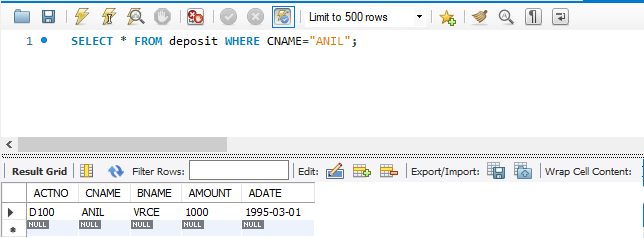 Limit to 500 rows
1 SELECT * FROM deposit WHERE CNAME="ANIL";
Result Grid Filter Rows: Edit: Export/Import: Wrap Cell Content:
ACTNO CNAME BNAME AMOUNT ADATE
D100 ANIL VRCE 1000 1995-03-01
NULL NULL NULL NULL NULL